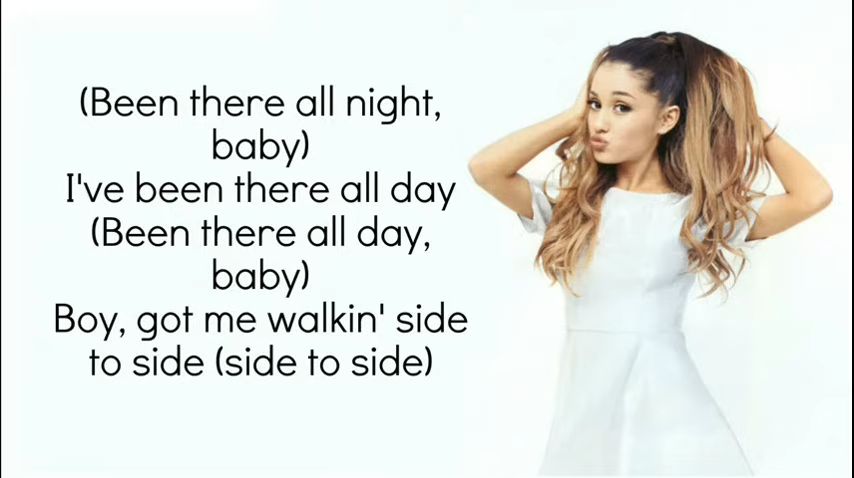 (Been there all night,
baby)
I've been there all day
(Been there all day,
baby)
Boy, got me walkin' side
to side (side to side)